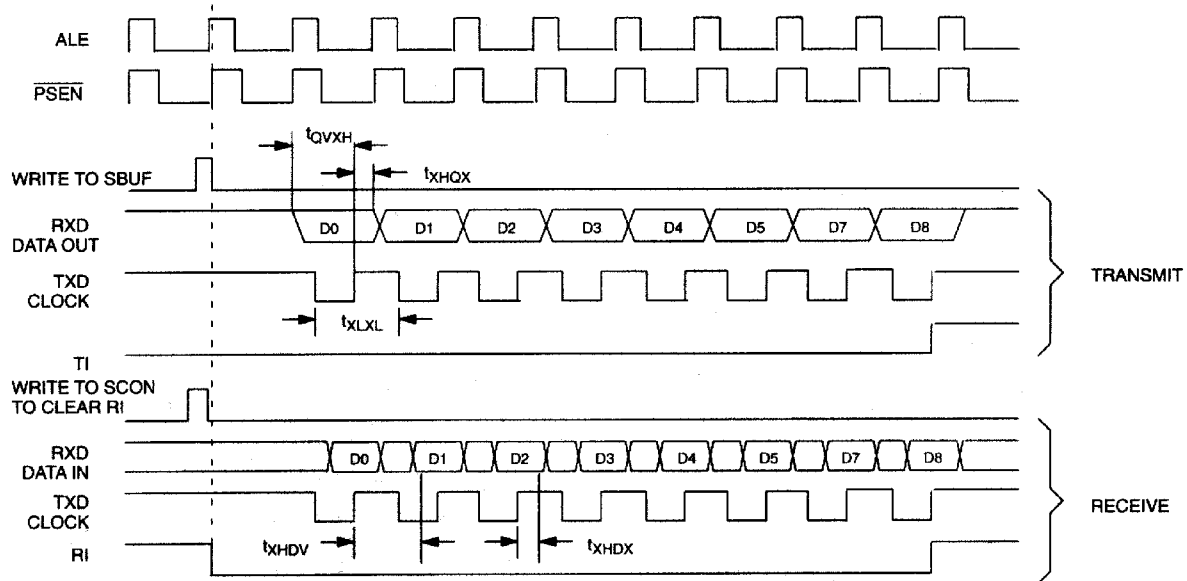 ALE
PSEN
tQVXH
WRITE TO SBUF
tXHQX
RXD
DATA OUT
D0 D1 D2 D3 D4 D5 D7 D8
TXD
CLOCK
TRANSMIT
tXLXL
TI
WRITE TO SCON
TO CLEAR RI
RXD
DATA IN
D0 D1 D2 D3 D4 D5 D7 D8
TXD
CLOCK
RECEIVE
tXHDV
tXHDX
RI